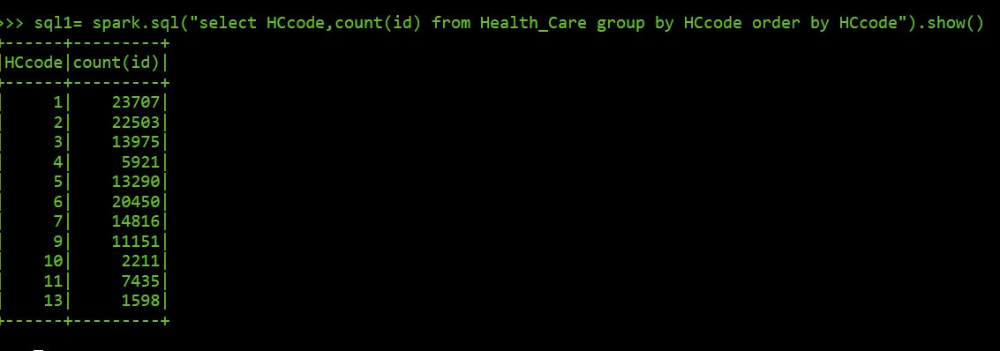 >>> sql1= spark.sql("select HCcode,count(id) from Health_Care group by HCcode order by HCcode").show()
+------+---------+
|HCcode|count(id)|
+------+---------+
|     1|    23707|
|     2|    22503|
|     3|    13975|
|     4|     5921|
|     5|    13290|
|     6|    20450|
|     7|    14816|
|     9|    11151|
|    10|     2211|
|    11|     7435|
|    13|     1598|
+------+---------+